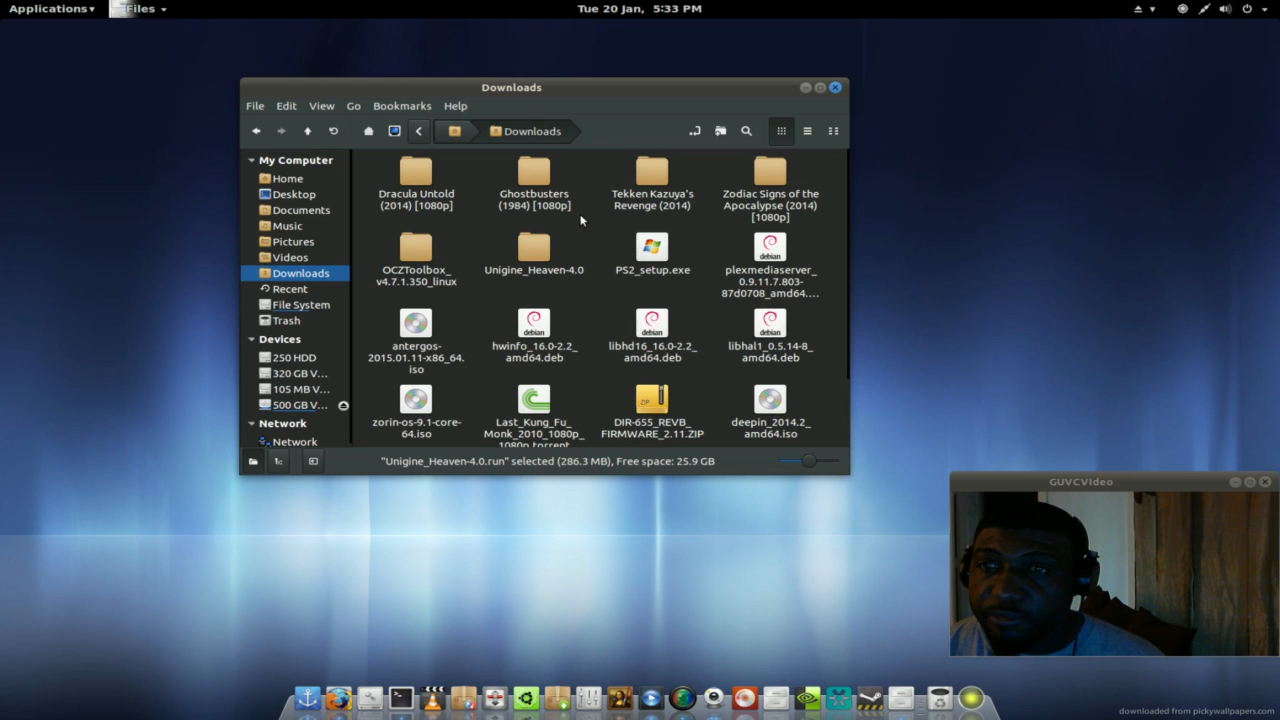 Applications
Files
Tue 20 Jan, 5:33 PM
Downloads
File Edit View Go Bookmarks Help
Downloads
My Computer
Home
Desktop
Documents
Music
Pictures
Videos
Downloads
Recent
File System
Trash
Devices
250 HDD
320 GB V...
105 MB V...
500 GB V...
Network
Network
Dracula Untold
(2014) [1080p]
Ghostbusters
(1984) [1080p]
Tekken Kazuya's
Revenge (2014)
Zodiac Signs of the
Apocalypse (2014)
[1080p]
OCZToolbox_
v4.7.1.350_linux
Unigine_Heaven-4.0
PS2_setup.exe
debian
plexmediaserver_
0.9.11.7.803-
87d0708_amd64....
antergos-
2015.01.11-x86_64.
iso
debian
hwinfo_16.0-2.2_
amd64.deb
debian
libhd16_16.0-2.2_
amd64.deb
debian
libhal1_0.5.14-8_
amd64.deb
zorin-os-9.1-core-
64.iso
Last_Kung_Fu_
Monk_2010_1080p_
1080p.torrent
ZIP
DIR-655_REVB_
FIRMWARE_2.11.ZIP
deepin_2014.2_
amd64.iso
"Unigine_Heaven-4.0.run" selected (286.3 MB), Free space: 25.9 GB
GUVCVideo
downloaded from pickywallpapers.com